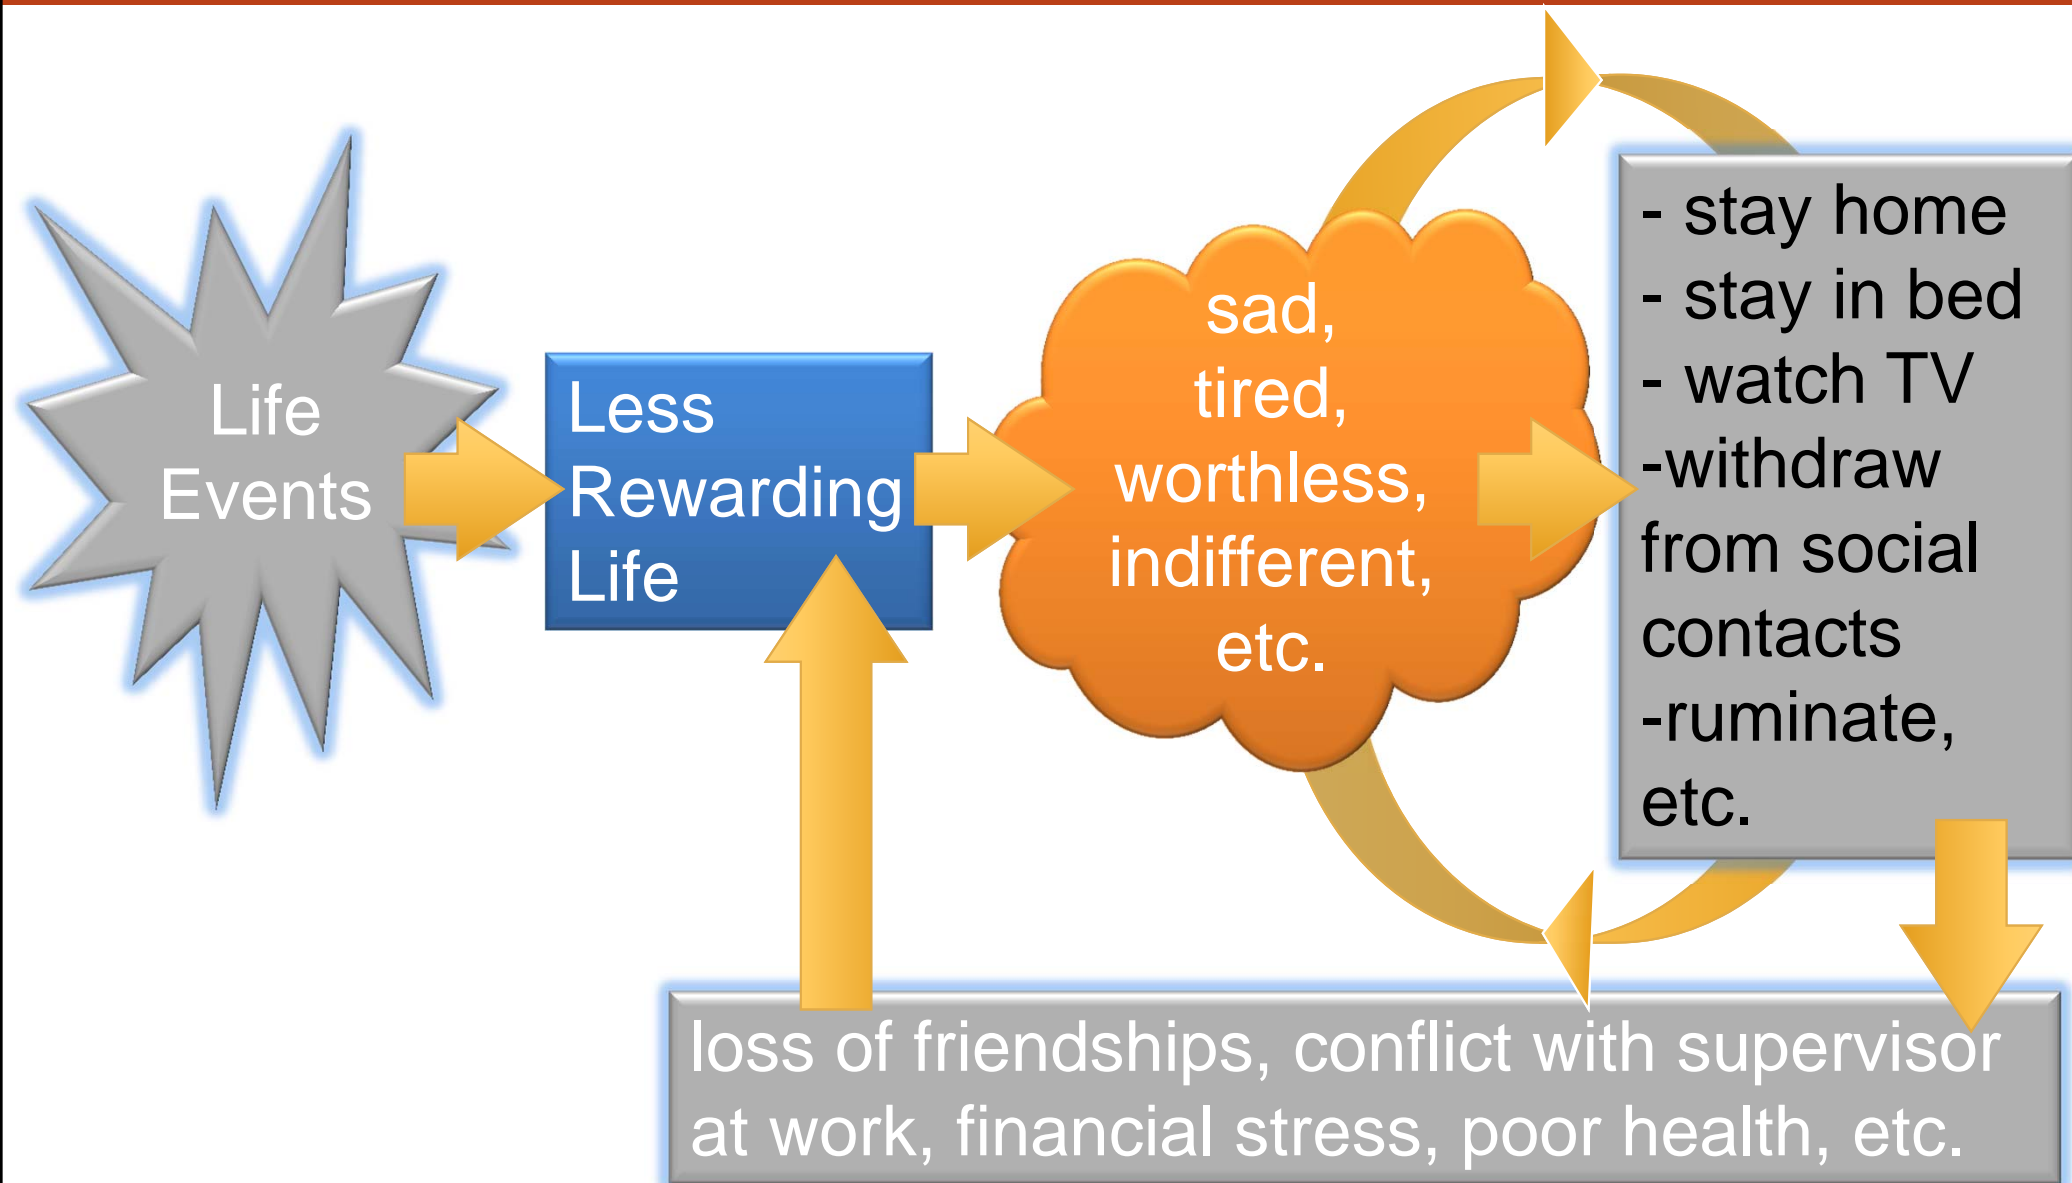 Life
Events
Less
Rewarding
Life
sad,
tired,
worthless,
indifferent,
etc.
- stay home
- stay in bed
- watch TV
-withdraw
from social
contacts
-ruminate,
etc.
loss of friendships, conflict with supervisor
at work, financial stress, poor health, etc.